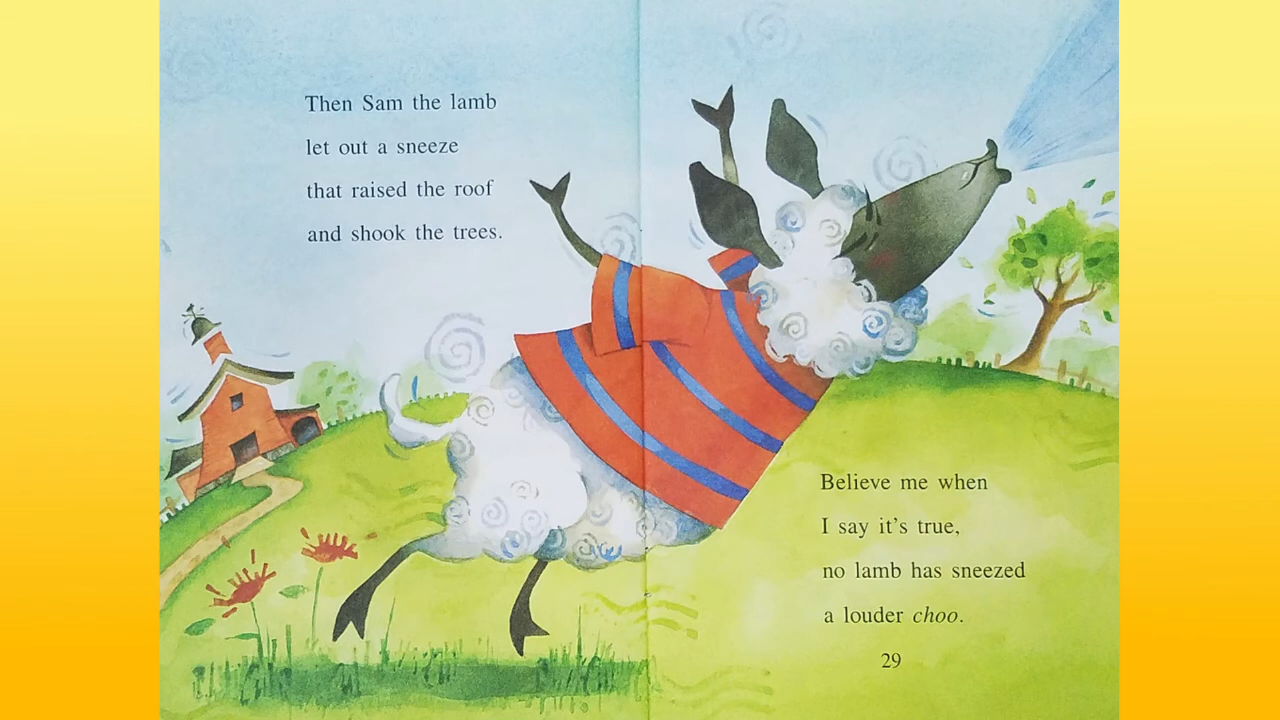 Then Sam the lamb
let out a sneeze
that raised the roof
and shook the trees.
Believe me when
I say it's true,
no lamb has sneezed
a louder choo.
29